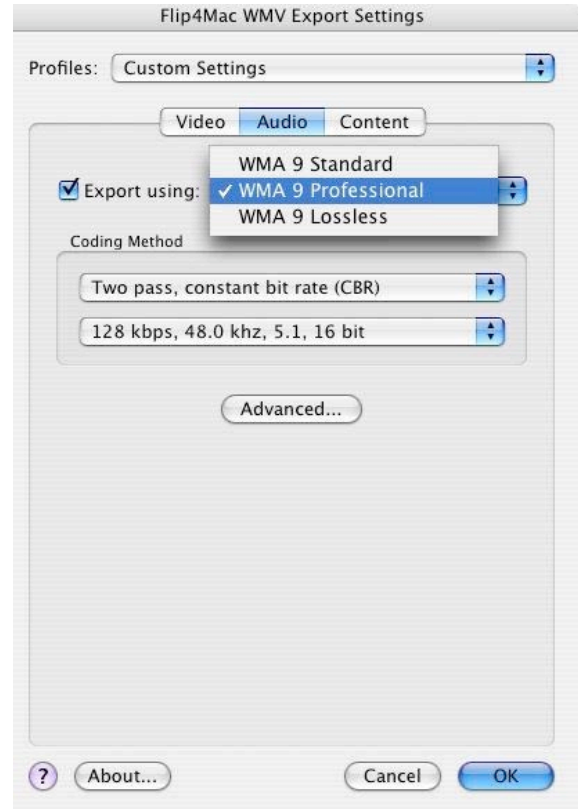 Flip4Mac WMV Export Settings
Profiles: Custom Settings
Video Audio Content
WMA 9 Standard
Export using: ✓ WMA 9 Professional
WMA 9 Lossless
Coding Method
Two pass, constant bit rate (CBR)
128 kbps, 48.0 khz, 5.1, 16 bit
Advanced...
? About... Cancel OK